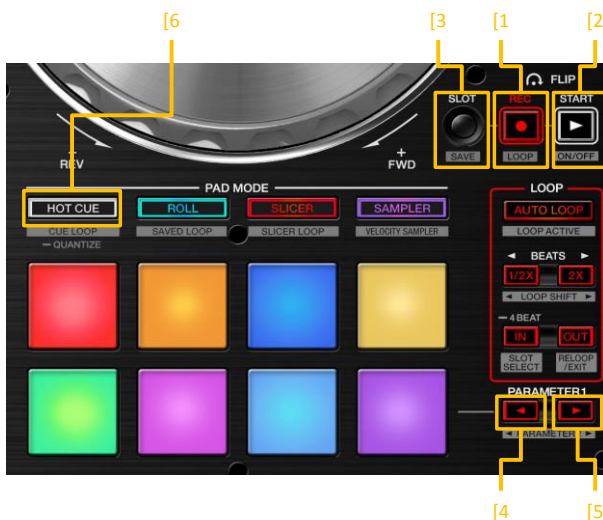 [6
[3
[1
[2
FLIP
SLOT
REC
START
SAVE
LOOP
ON/OFF
−
REV
+
FWD
PAD MODE
LOOP
HOT CUE
ROLL
SLICER
SAMPLER
AUTO LOOP
CUE LOOP
SAVED LOOP
SLICER LOOP
VELOCITY SAMPLER
LOOP ACTIVE
— QUANTIZE
◄ BEATS ►
1/2X
2X
◄ LOOP SHIFT ►
— 4 BEAT
IN
OUT
SLOT
SELECT
RELOOP
/EXIT
PARAMETER1
◄
►
◄ PARAMETER2 ►
[4
[5